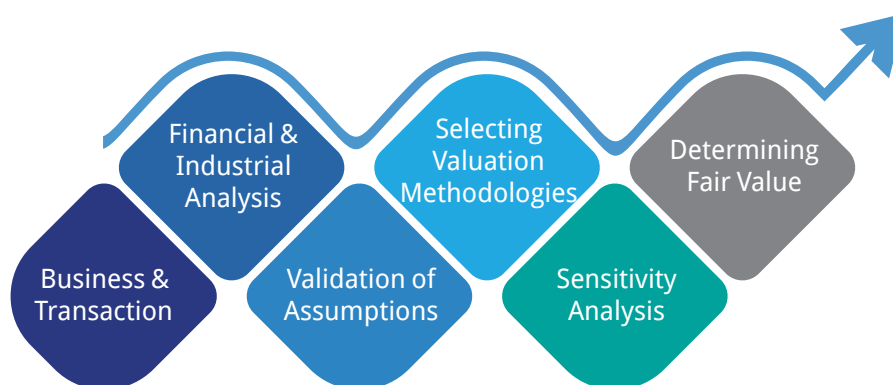 Business &
Transaction
Financial &
Industrial
Analysis
Validation of
Assumptions
Selecting
Valuation
Methodologies
Sensitivity
Analysis
Determining
Fair Value